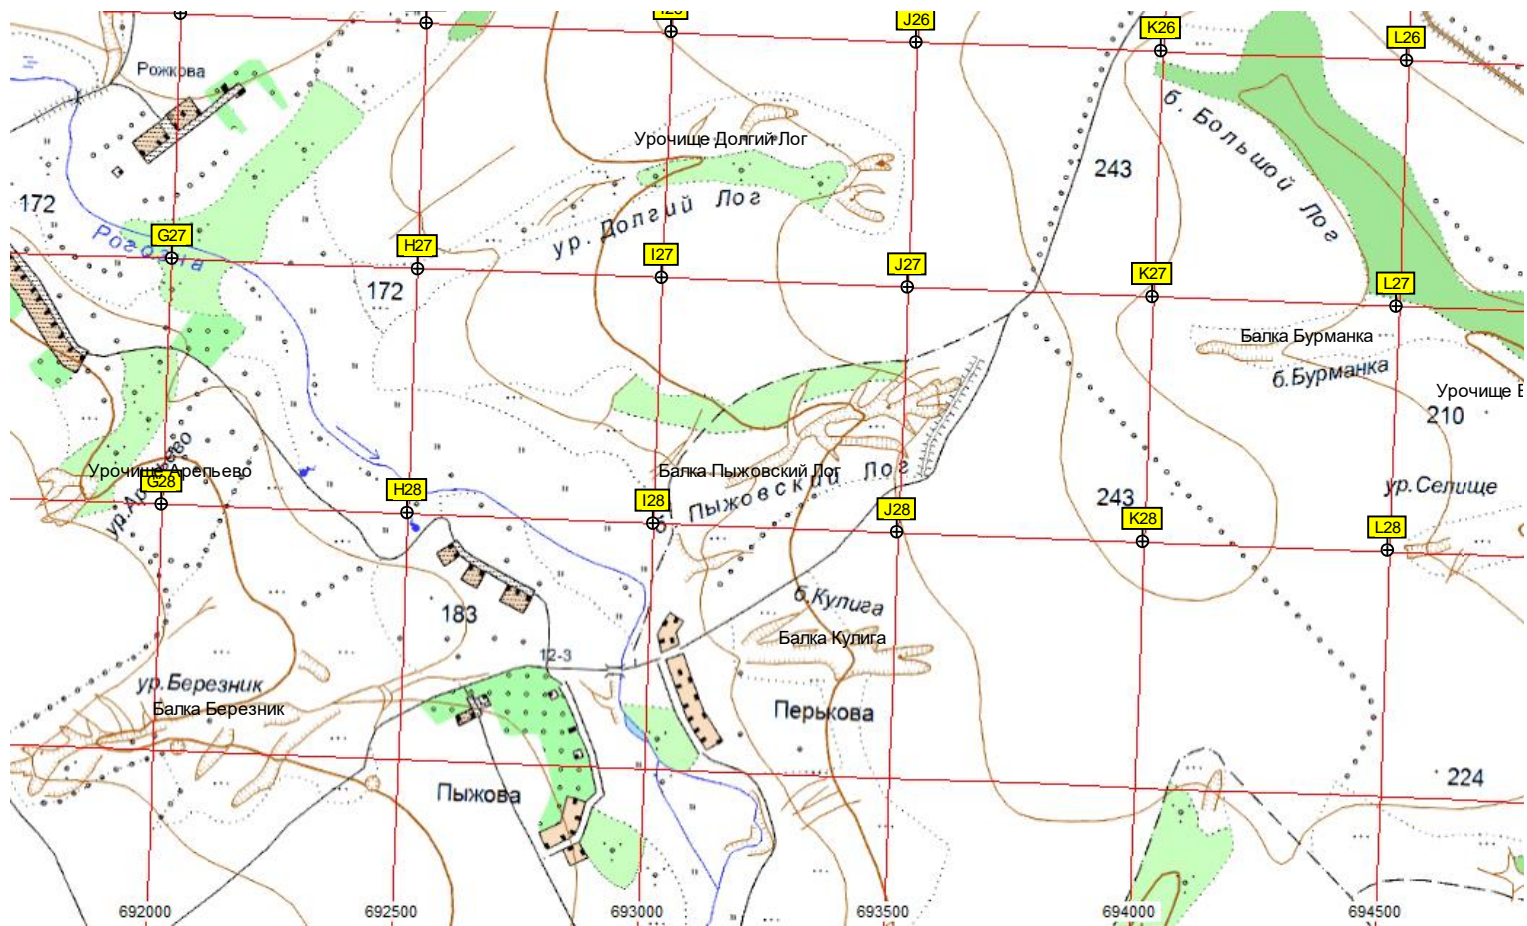 J26
K26
L26
Рожкова
Урочище Долгий Лог
243
б. Большой Лог
172
ур. Долгий Лог
G27
Рогозна
H27
I27
J27
K27
L27
172
Балка Бурманка
б.Бурманка
Урочище
210
ур.Арепьево
Урочище Арепьево
Балка Пыжовский Лог
б. Пыжовский Лог
G28
H28
I28
J28
243
K28
ур.Селище
L28
183
б.Кулига
Балка Кулига
12-3
ур.Березник
Балка Березник
Перькова
Пыжова
224
692000
692500
693000
693500
694000
694500